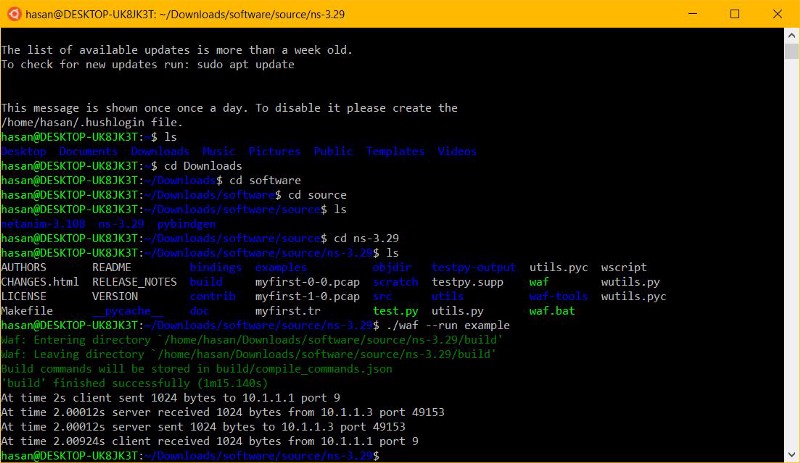 hasan@DESKTOP-UK8JK3T: ~/Downloads/software/source/ns-3.29
The list of available updates is more than a week old.
To check for new updates run: sudo apt update
This message is shown once once a day. To disable it please create the
/home/hasan/.hushlogin file.
hasan@DESKTOP-UK8JK3T:~$ ls
Desktop Documents Downloads Music Pictures Public Templates Videos
hasan@DESKTOP-UK8JK3T:~$ cd Downloads
hasan@DESKTOP-UK8JK3T:~/Downloads$ cd software
hasan@DESKTOP-UK8JK3T:~/Downloads/software$ cd source
hasan@DESKTOP-UK8JK3T:~/Downloads/software/source$ ls
netanim-3.108 ns-3.29 pybindgen
hasan@DESKTOP-UK8JK3T:~/Downloads/software/source$ cd ns-3.29
hasan@DESKTOP-UK8JK3T:~/Downloads/software/source/ns-3.29$ ls
AUTHORS README bindings examples objdir testpy-output utils.pyc wscript
CHANGES.html RELEASE_NOTES build myfirst-0-0.pcap scratch testpy.supp waf wutils.py
LICENSE VERSION contrib myfirst-1-0.pcap src utils waf-tools wutils.pyc
Makefile __pycache__ doc myfirst.tr test.py utils.py waf.bat
hasan@DESKTOP-UK8JK3T:~/Downloads/software/source/ns-3.29$ ./waf --run example
Waf: Entering directory `/home/hasan/Downloads/software/source/ns-3.29/build'
Waf: Leaving directory `/home/hasan/Downloads/software/source/ns-3.29/build'
Build commands will be stored in build/compile_commands.json
'build' finished successfully (1m15.140s)
At time 2s client sent 1024 bytes to 10.1.1.1 port 9
At time 2.00012s server received 1024 bytes from 10.1.1.3 port 49153
At time 2.00012s server sent 1024 bytes to 10.1.1.3 port 49153
At time 2.00924s client received 1024 bytes from 10.1.1.1 port 9
hasan@DESKTOP-UK8JK3T:~/Downloads/software/source/ns-3.29$